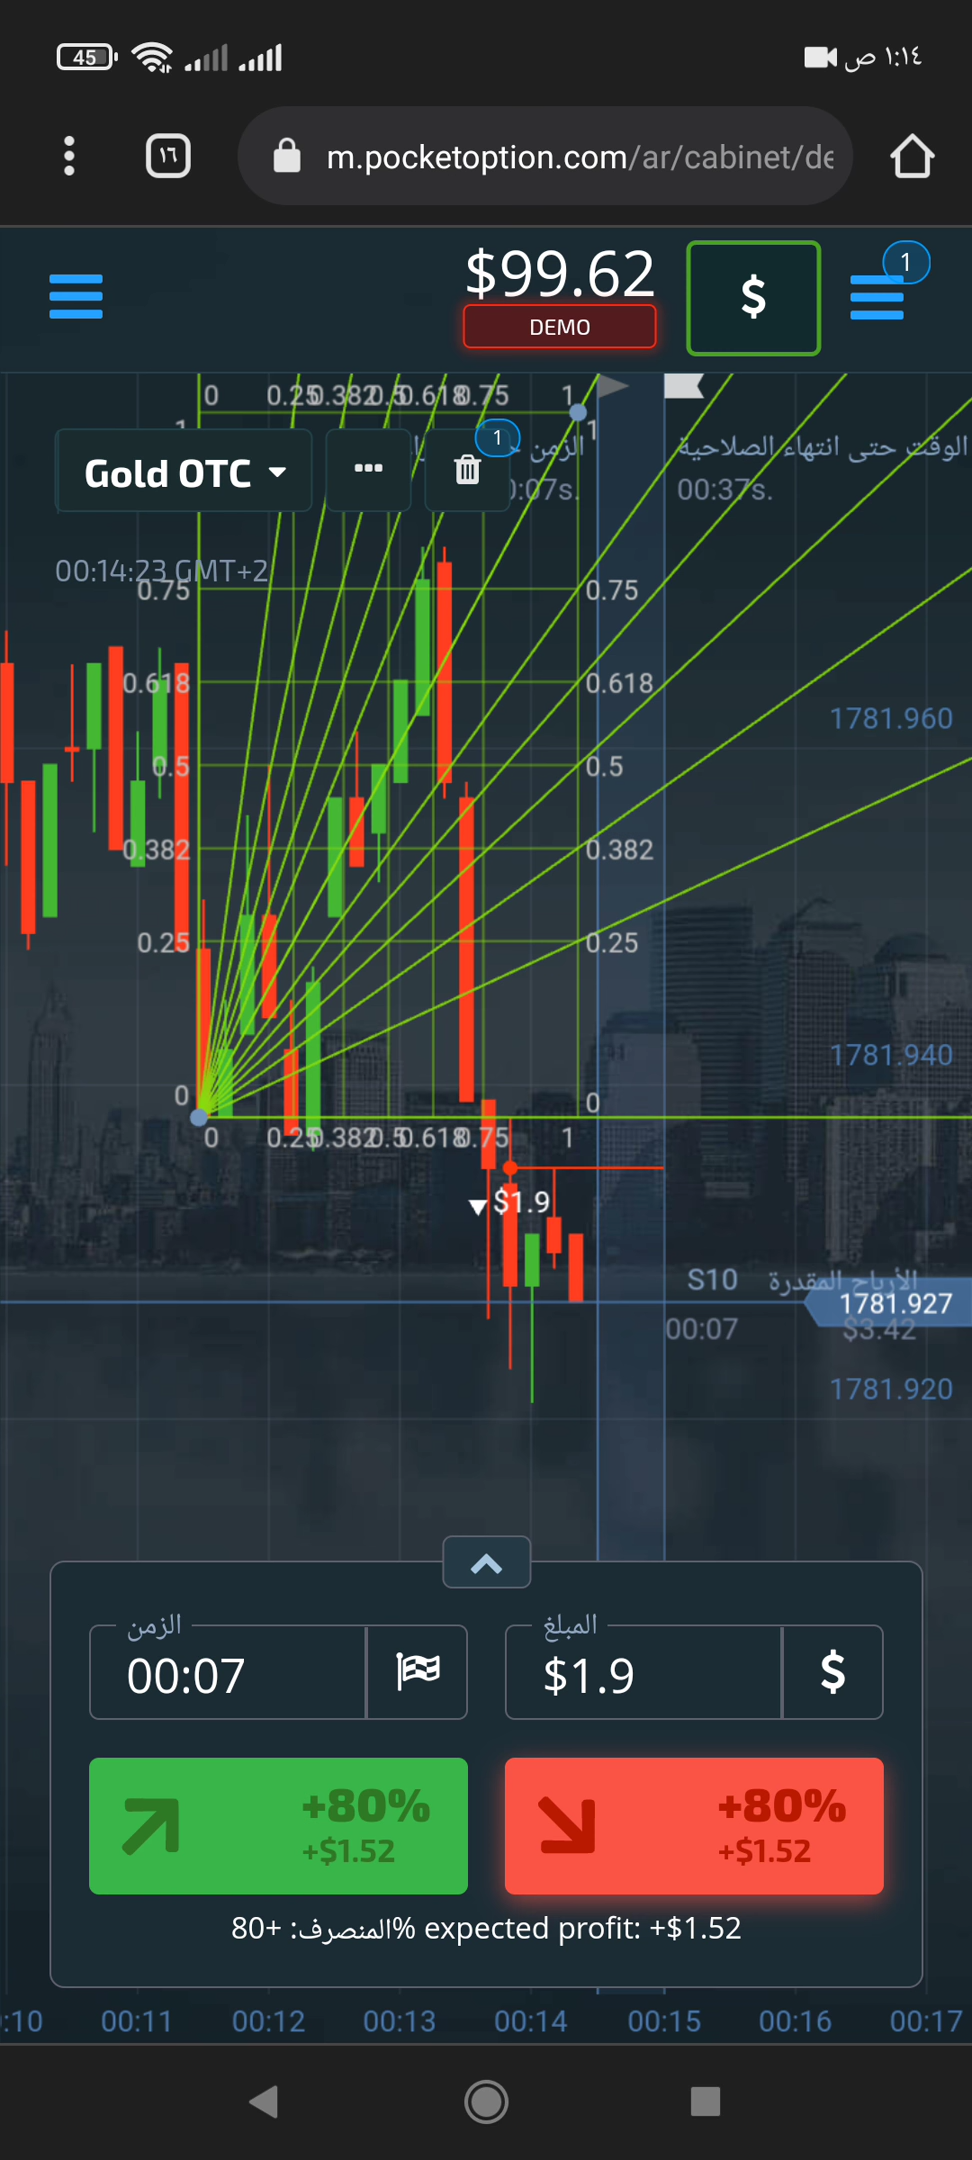 45
١:١٤ ص
١٦
m.pocketoption.com/ar/cabinet/de
$99.62
DEMO
$
1
0 0.25 0.382 0.5 0.618 0.75 1
1
1
Gold OTC
1
الزمن
0:07s.
الوقت حتى انتهاء الصلاحية
00:37s.
00:14:23 GMT+2
0.75
0.75
0.618
0.618
1781.960
0.5
0.5
0.382
0.382
0.25
0.25
1781.940
0
0
0 0.25 0.382 0.5 0.618 0.75 1
$1.9
S10
الأرباح المقدرة
1781.927
00:07
$3.42
1781.920
الزمن
00:07
المبلغ
$1.9
$
+80%
+$1.52
+80%
+$1.52
المنصرف: +80% expected profit: +$1.52
:10 00:11 00:12 00:13 00:14 00:15 00:16 00:17